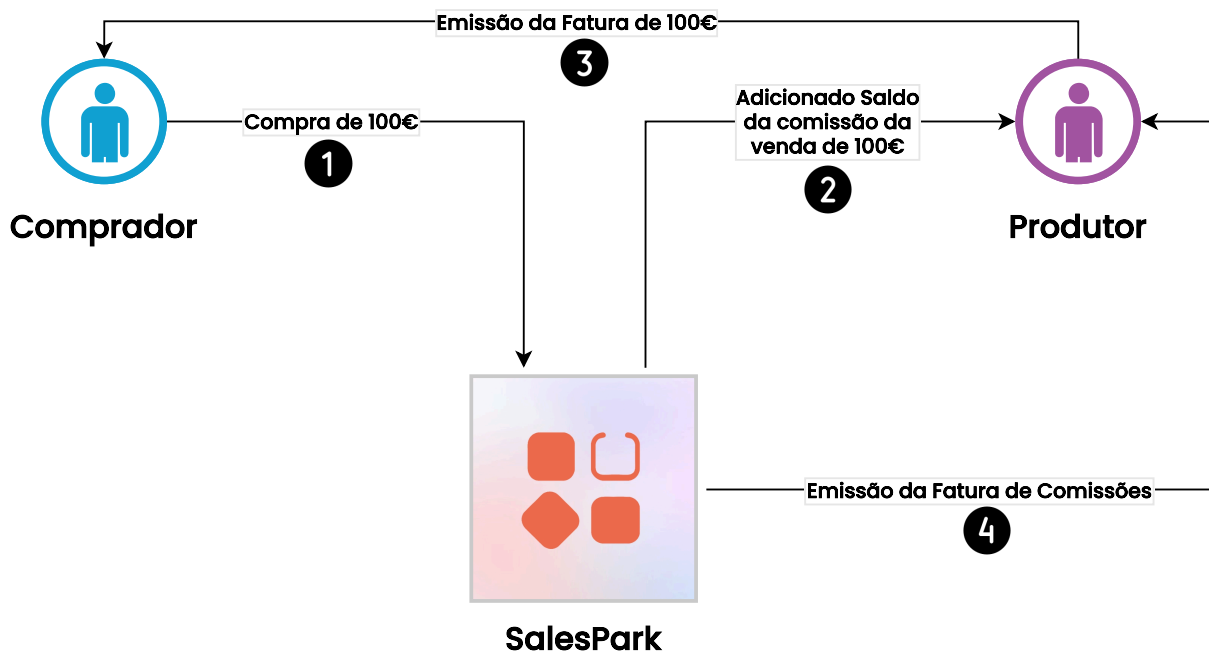 Emissão da Fatura de 100€
3
Compra de 100€
1
Adicionado Saldo
da comissão da
venda de 100€
2
Comprador
Produtor
Emissão da Fatura de Comissões
4
SalesPark